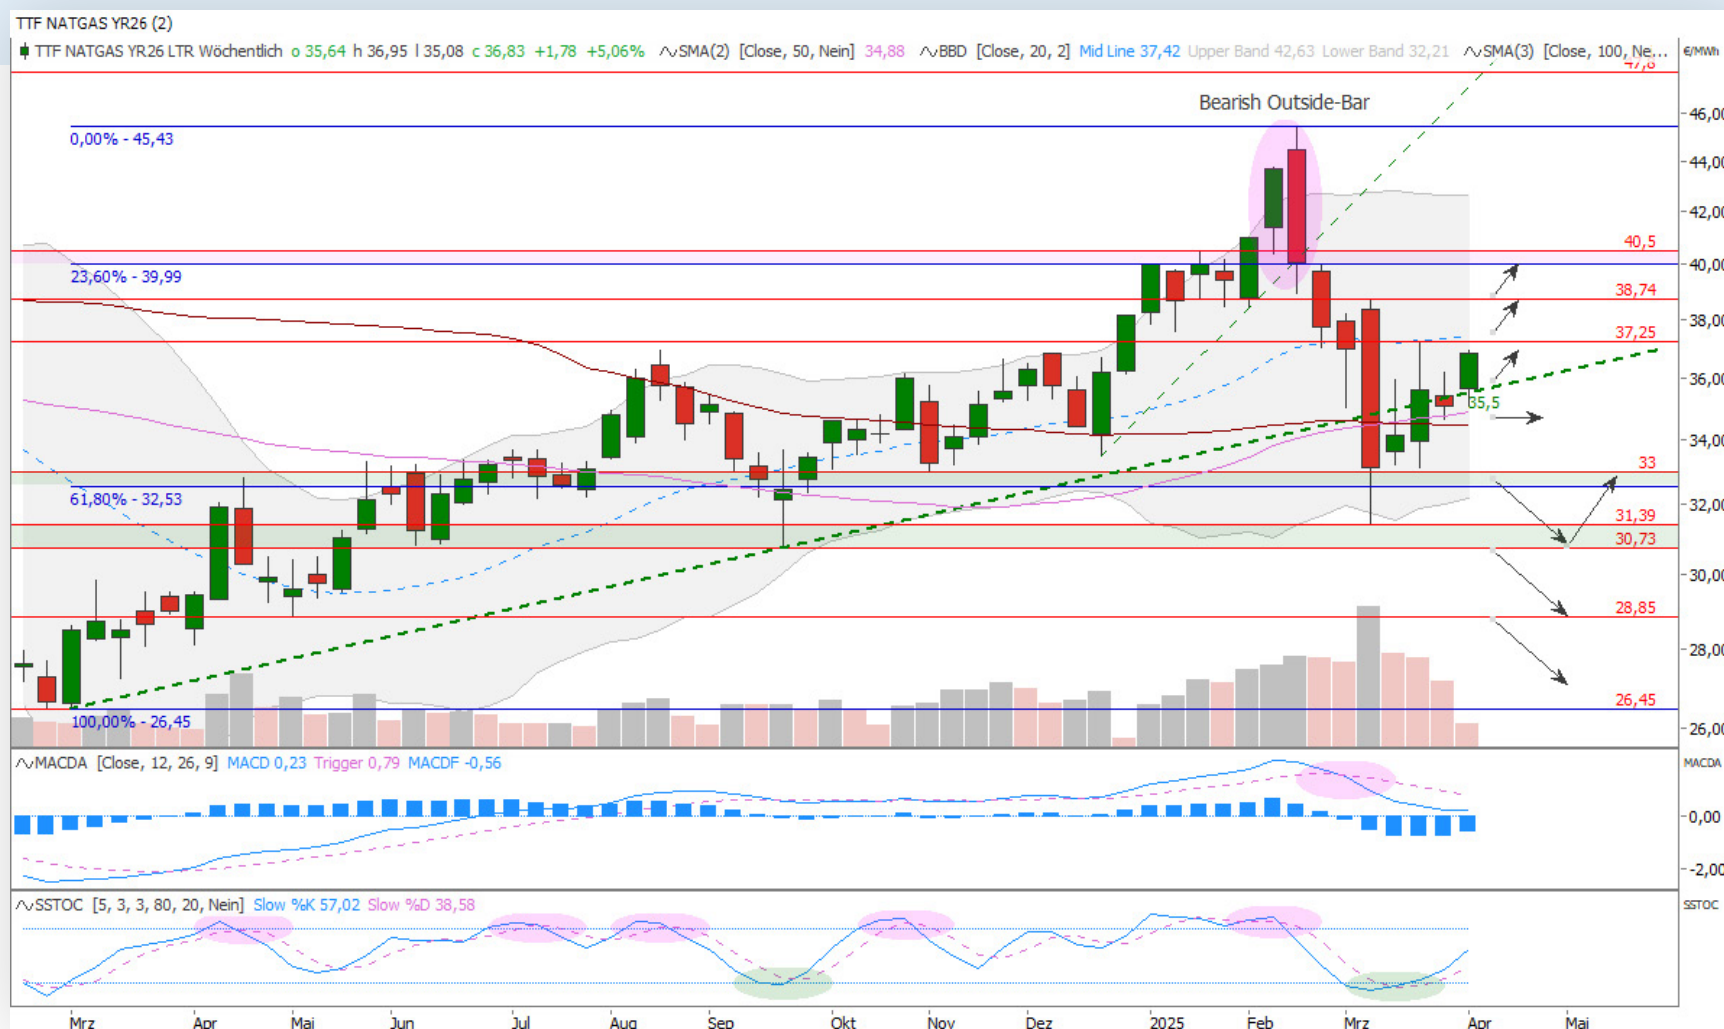 TTF NATGAS YR26 (2)
TTF NATGAS YR26 LTR Wöchentlich o 35,64 h 36,95 l 35,08 c 36,83 +1,78 +5,06% SMA(2) [Close, 50, Nein] 34,88 BBD [Close, 20, 2] Mid Line 37,42 Upper Band 42,63 Lower Band 32,21 SMA(3) [Close, 100, Ne... €/MWh
47,8
Bearish Outside-Bar
46,00
0,00% - 45,43
44,00
42,00
40,5
23,60% - 39,99
40,00
38,74
38,00
37,25
36,00
35,5
34,00
33
61,80% - 32,53
32,00
31,39
30,73
30,00
28,85
28,00
26,45
100,00% - 26,45
26,00
MACDA [Close, 12, 26, 9] MACD 0,23 Trigger 0,79 MACDF -0,56
MACDA
0,00
-2,00
SSTOC [5, 3, 3, 80, 20, Nein] Slow %K 57,02 Slow %D 38,58
SSTOC
Mrz Apr Mai Jun Jul Aug Sep Okt Nov Dez 2025 Feb Mrz Apr Mai